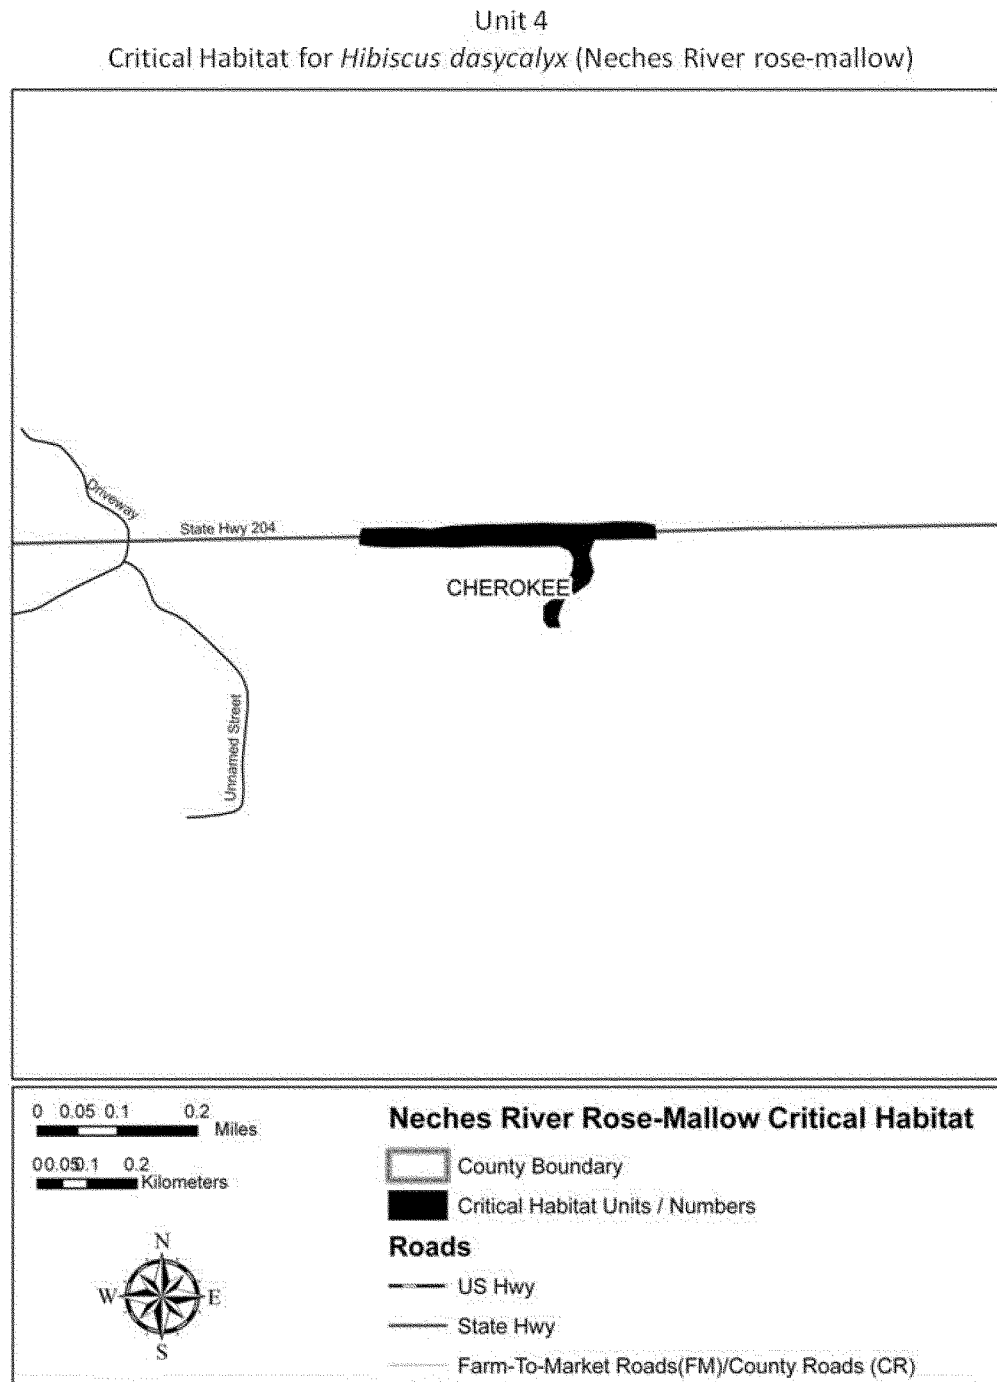 Unit 4
Critical Habitat for Hibiscus dasycalyx (Neches River rose-mallow)
Driveway
State Hwy 204
CHEROKEE
Unnamed Street
0 0.05 0.1 0.2
Miles
0 0.05 0.1 0.2
Kilometers
N
W E
S
Neches River Rose-Mallow Critical Habitat
County Boundary
Critical Habitat Units / Numbers
Roads
US Hwy
State Hwy
Farm-To-Market Roads(FM)/County Roads (CR)